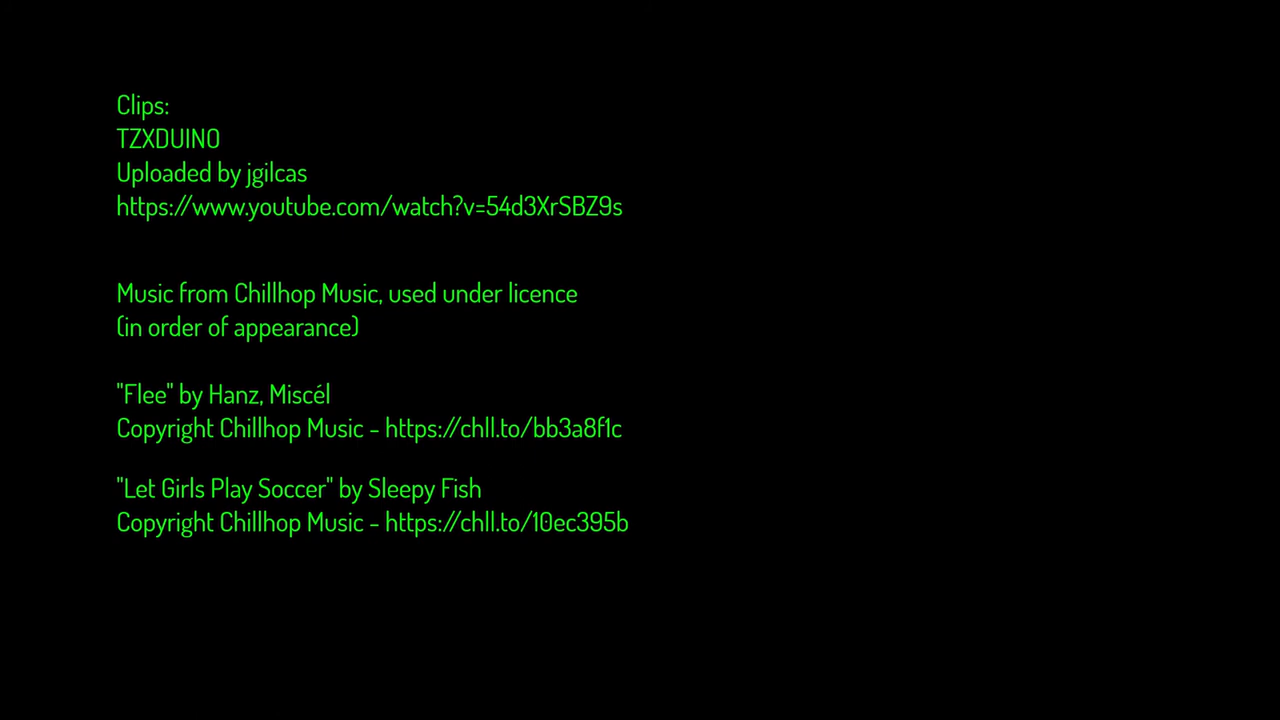 Clips:
TZXDUINO
Uploaded by jgilcas
https://www.youtube.com/watch?v=54d3XrSBZ9s
Music from Chillhop Music, used under licence
(in order of appearance)
"Flee" by Hanz, Miscél
Copyright Chillhop Music - https://chll.to/bb3a8f1c
"Let Girls Play Soccer" by Sleepy Fish
Copyright Chillhop Music - https://chll.to/10ec395b